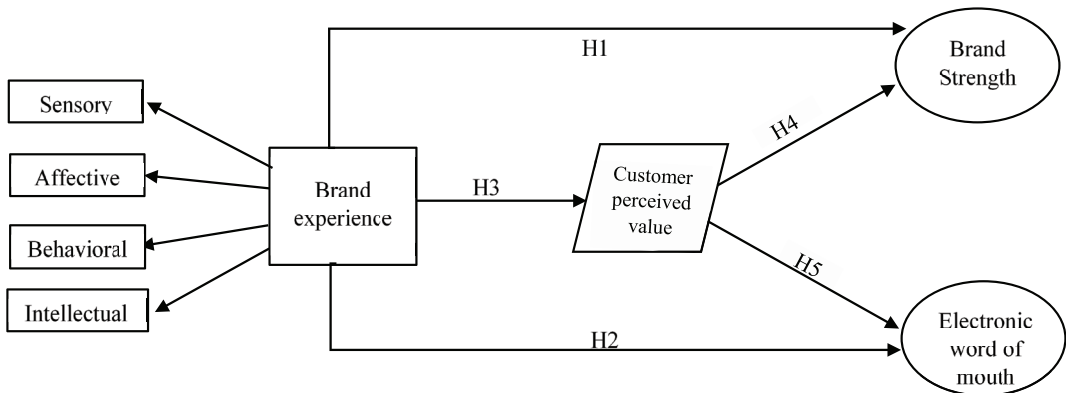 H1
Brand
Strength
Sensory
Affective
Behavioral
Intellectual
Brand
experience
H3
Customer
perceived
value
H4
H5
H2
Electronic
word of
mouth